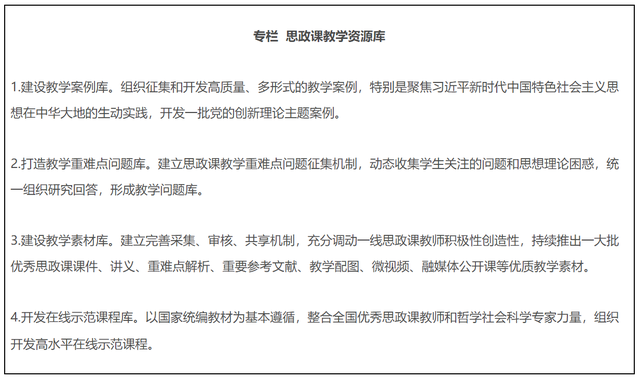 专栏 思政课教学资源库
1.建设教学案例库。组织征集和开发高质量、多形式的教学案例，特别是聚焦习近平新时代中国特色社会主义思
想在中华大地的生动实践，开发一批党的创新理论主题案例。
2.打造教学重难点问题库。建立思政课教学重难点问题征集机制，动态收集学生关注的问题和思想理论困惑，统
一组织研究回答，形成教学问题库。
3.建设教学素材库。建立完善采集、审核、共享机制，充分调动一线思政课教师积极性创造性，持续推出一大批
优秀思政课课件、讲义、重难点解析、重要参考文献、教学配图、微视频、融媒体公开课等优质教学素材。
4.开发在线示范课程库。以国家统编教材为基本遵循，整合全国优秀思政课教师和哲学社会科学专家力量，组织
开发高水平在线示范课程。